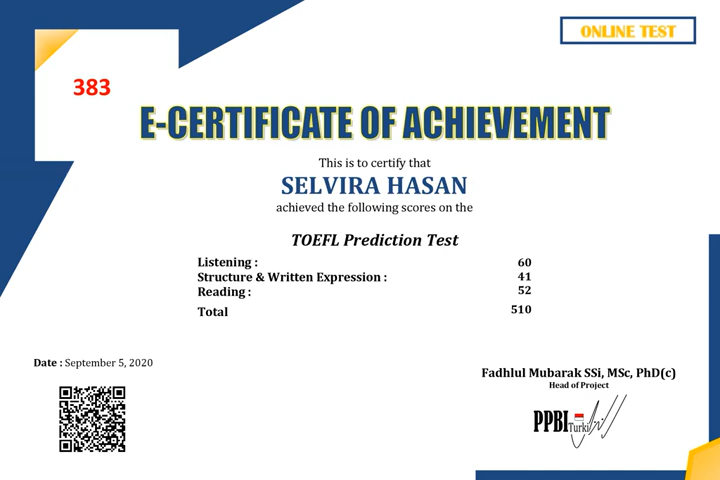 ONLINE TEST
383
E-CERTIFICATE OF ACHIEVEMENT
This is to certify that
SELVIRA HASAN
achieved the following scores on the
TOEFL Prediction Test
Listening : 60
Structure & Written Expression : 41
Reading : 52
Total 510
Date : September 5, 2020
Fadhlul Mubarak SSi, MSc, PhD(c)
Head of Project
PPBI Turki